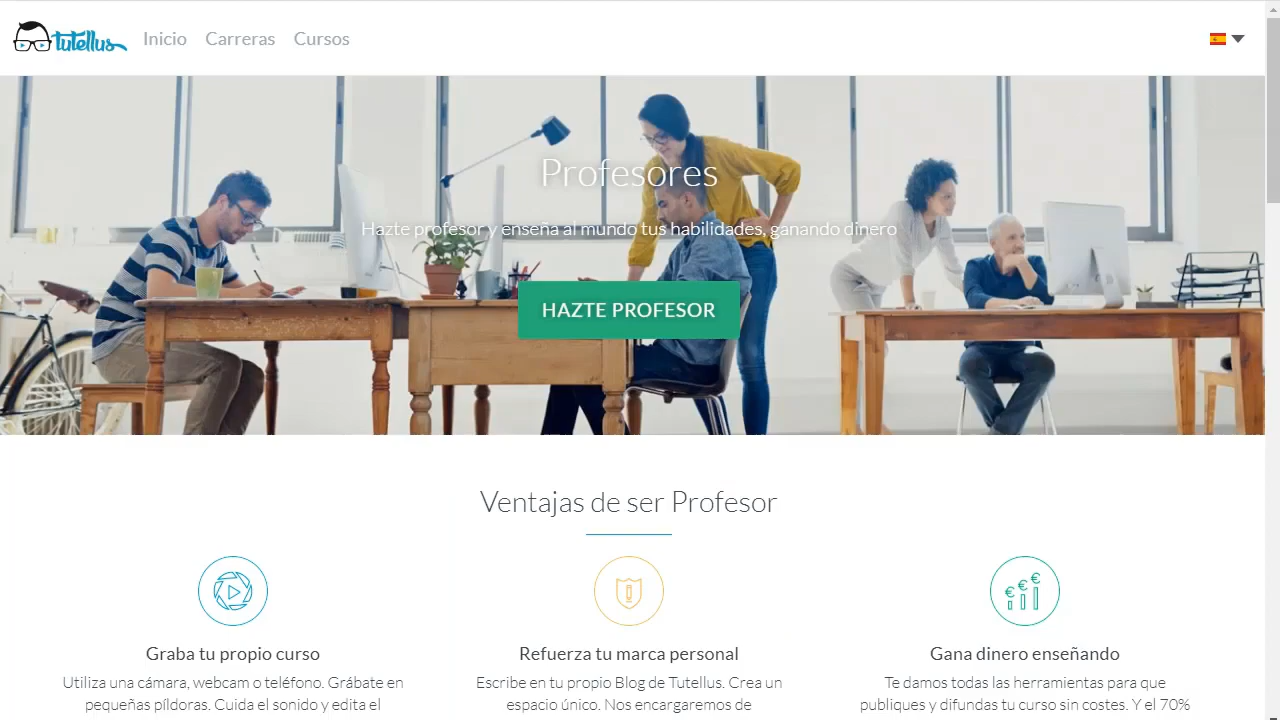 tutellus Inicio Carreras Cursos
Profesores
Hazte profesor y enseña al mundo tus habilidades, ganando dinero
HAZTE PROFESOR
Ventajas de ser Profesor
Graba tu propio curso
Utiliza una cámara, webcam o teléfono. Grábate en
pequeñas píldoras. Cuida el sonido y edita el
Refuerza tu marca personal
Escribe en tu propio Blog de Tutellus. Crea un
espacio único. Nos encargaremos de
€ € €
Gana dinero enseñando
Te damos todas las herramientas para que
publiques y difundas tu curso sin costes. Y el 70%